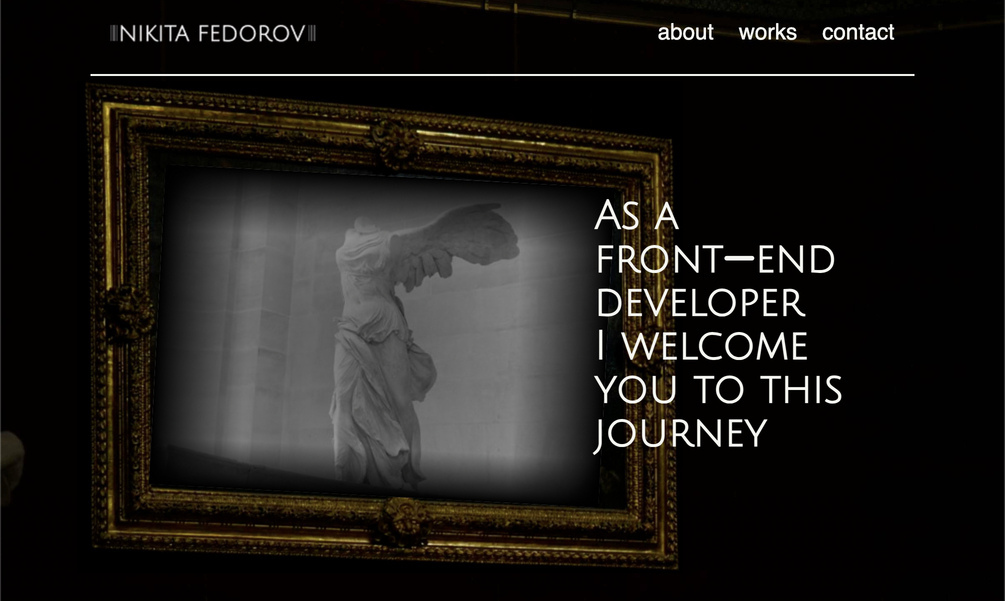 NIKITA FEDOROV
about works contact
As a
front—end
developer
I welcome
you to this
journey